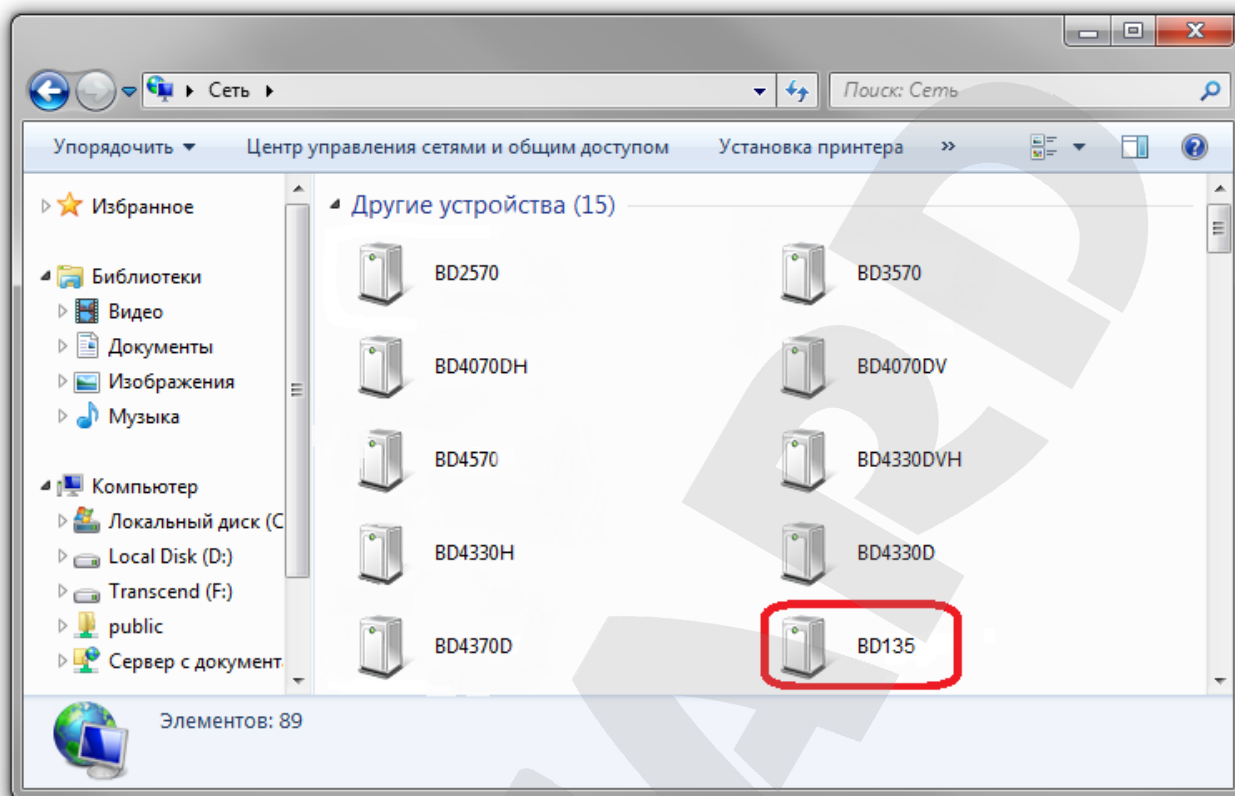 Сеть
Поиск: Сеть
Упорядочить Центр управления сетями и общим доступом Установка принтера »
Избранное
Библиотеки
Видео
Документы
Изображения
Музыка
Компьютер
Локальный диск (C
Local Disk (D:)
Transcend (F:)
public
Сервер с документ
Другие устройства (15)
BD2570
BD3570
BD4070DH
BD4070DV
BD4570
BD4330DVH
BD4330H
BD4330D
BD4370D
BD135
Элементов: 89